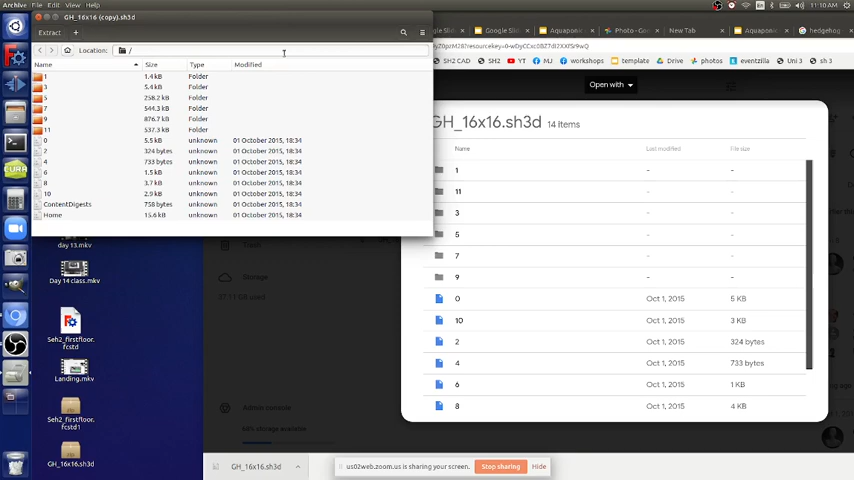 Archive File Edit View Help
11:10 AM
GH_16x16 (copy).sh3d
Extract +
Location: /
Name Size Type Modified
1 1.4 kB Folder
3 5.4 kB Folder
5 258.2 kB Folder
7 544.3 kB Folder
9 876.7 kB Folder
11 537.3 kB Folder
0 5.5 kB unknown 01 October 2015, 18:34
2 324 bytes unknown 01 October 2015, 18:34
4 733 bytes unknown 01 October 2015, 18:34
6 1.5 kB unknown 01 October 2015, 18:34
8 3.7 kB unknown 01 October 2015, 18:34
10 2.9 kB unknown 01 October 2015, 18:34
ContentDigests 758 bytes unknown 01 October 2015, 18:34
Home 15.6 kB unknown 01 October 2015, 18:34
Google Slid Aquaponic Photo - Goo New Tab Aquaponic hedgehog
SH2 CAD SH2 YT MJ workshops template Drive photos eventzilla Uni 3 sh 3
Open with
GH_16x16.sh3d 14 items
Name Last modified File size
1 - -
11 - -
3 - -
5 - -
7 - -
9 - -
0 Oct 1, 2015 5 KB
10 Oct 1, 2015 3 KB
2 Oct 1, 2015 324 bytes
4 Oct 1, 2015 733 bytes
6 Oct 1, 2015 1 KB
8 Oct 1, 2015 4 KB
Trash
Storage
Admin console
day 13.mkv
Day 14 class.mkv
Seh2_firstfloor.
fcstd
Landing.mkv
Seh2_firstfloor.
fcstd1
GH_16x16.sh3d
CURA
GH_16x16.sh3d
us02web.zoom.us is sharing your screen. Stop sharing Hide